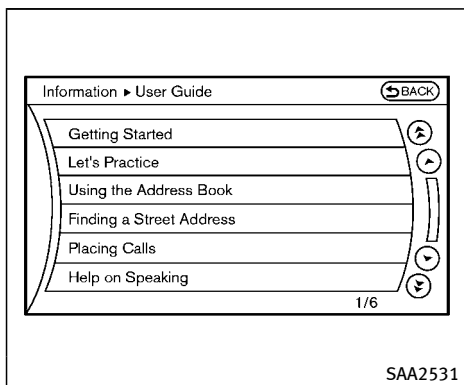 Information ▸ User Guide BACK
Getting Started
Let's Practice
Using the Address Book
Finding a Street Address
Placing Calls
Help on Speaking
1/6
SAA2531